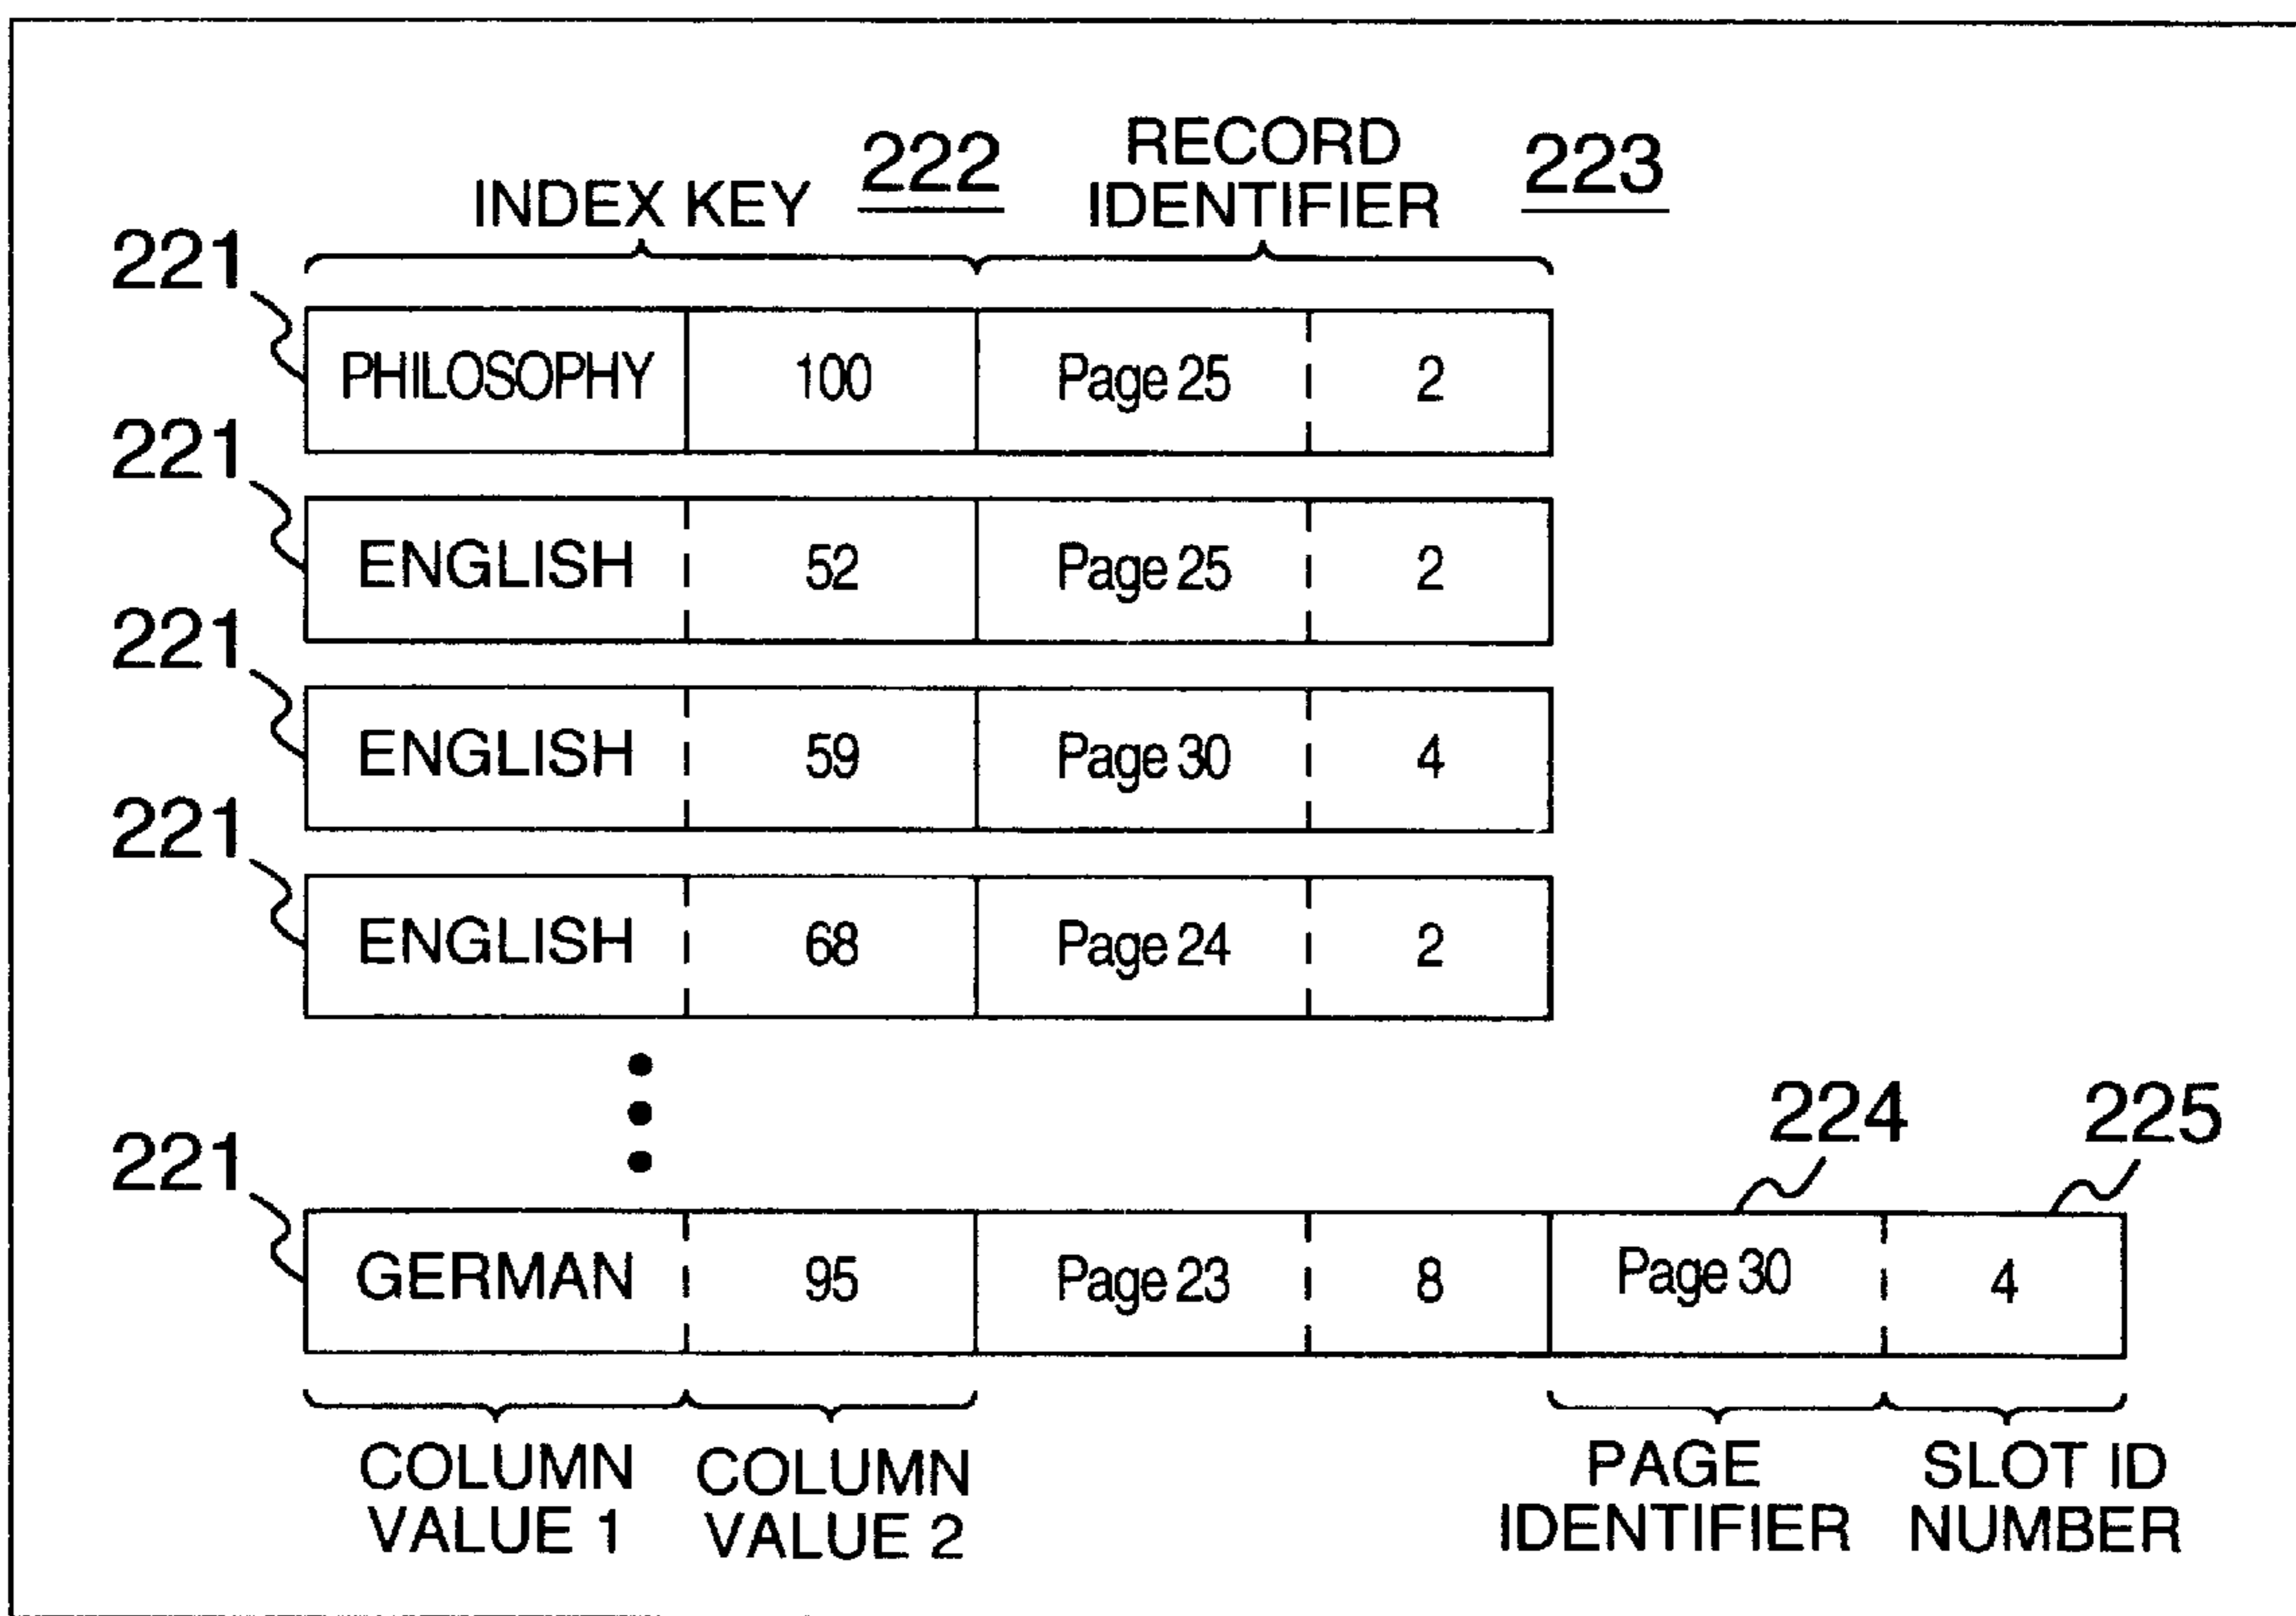 INDEX KEY 222 RECORD IDENTIFIER 223
221 PHILOSOPHY 100 Page 25 2
221 ENGLISH 52 Page 25 2
221 ENGLISH 59 Page 30 4
221 ENGLISH 68 Page 24 2
224 225
221 GERMAN 95 Page 23 8 Page 30 4
COLUMN COLUMN PAGE SLOT ID
VALUE 1 VALUE 2 IDENTIFIER NUMBER